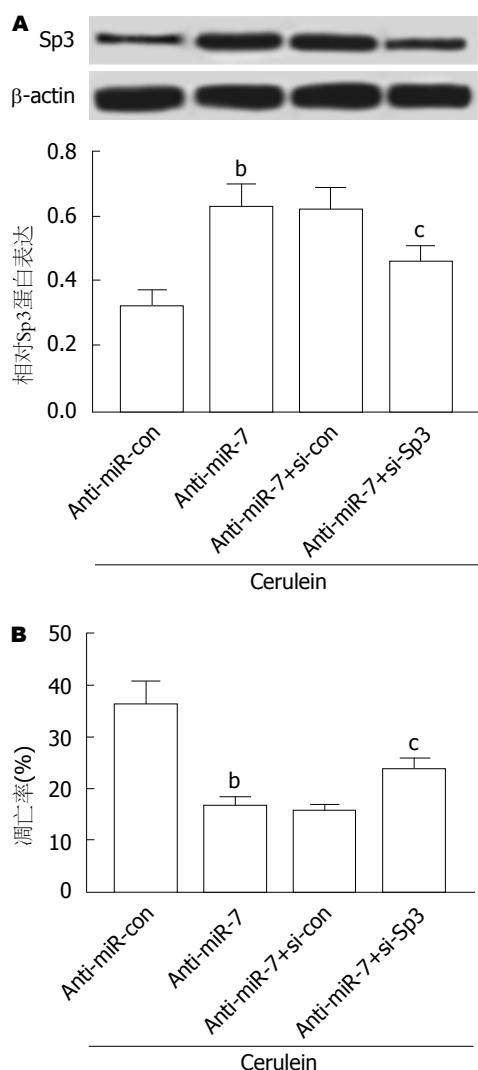 A
Sp3
β-actin
0.8
0.6
0.4
0.2
0.0
相对Sp3蛋白表达
b
c
Anti-miR-con
Anti-miR-7
Anti-miR-7+si-con
Anti-miR-7+si-Sp3
Cerulein
B
50
40
30
20
10
0
凋亡率(%)
b
c
Anti-miR-con
Anti-miR-7
Anti-miR-7+si-con
Anti-miR-7+si-Sp3
Cerulein